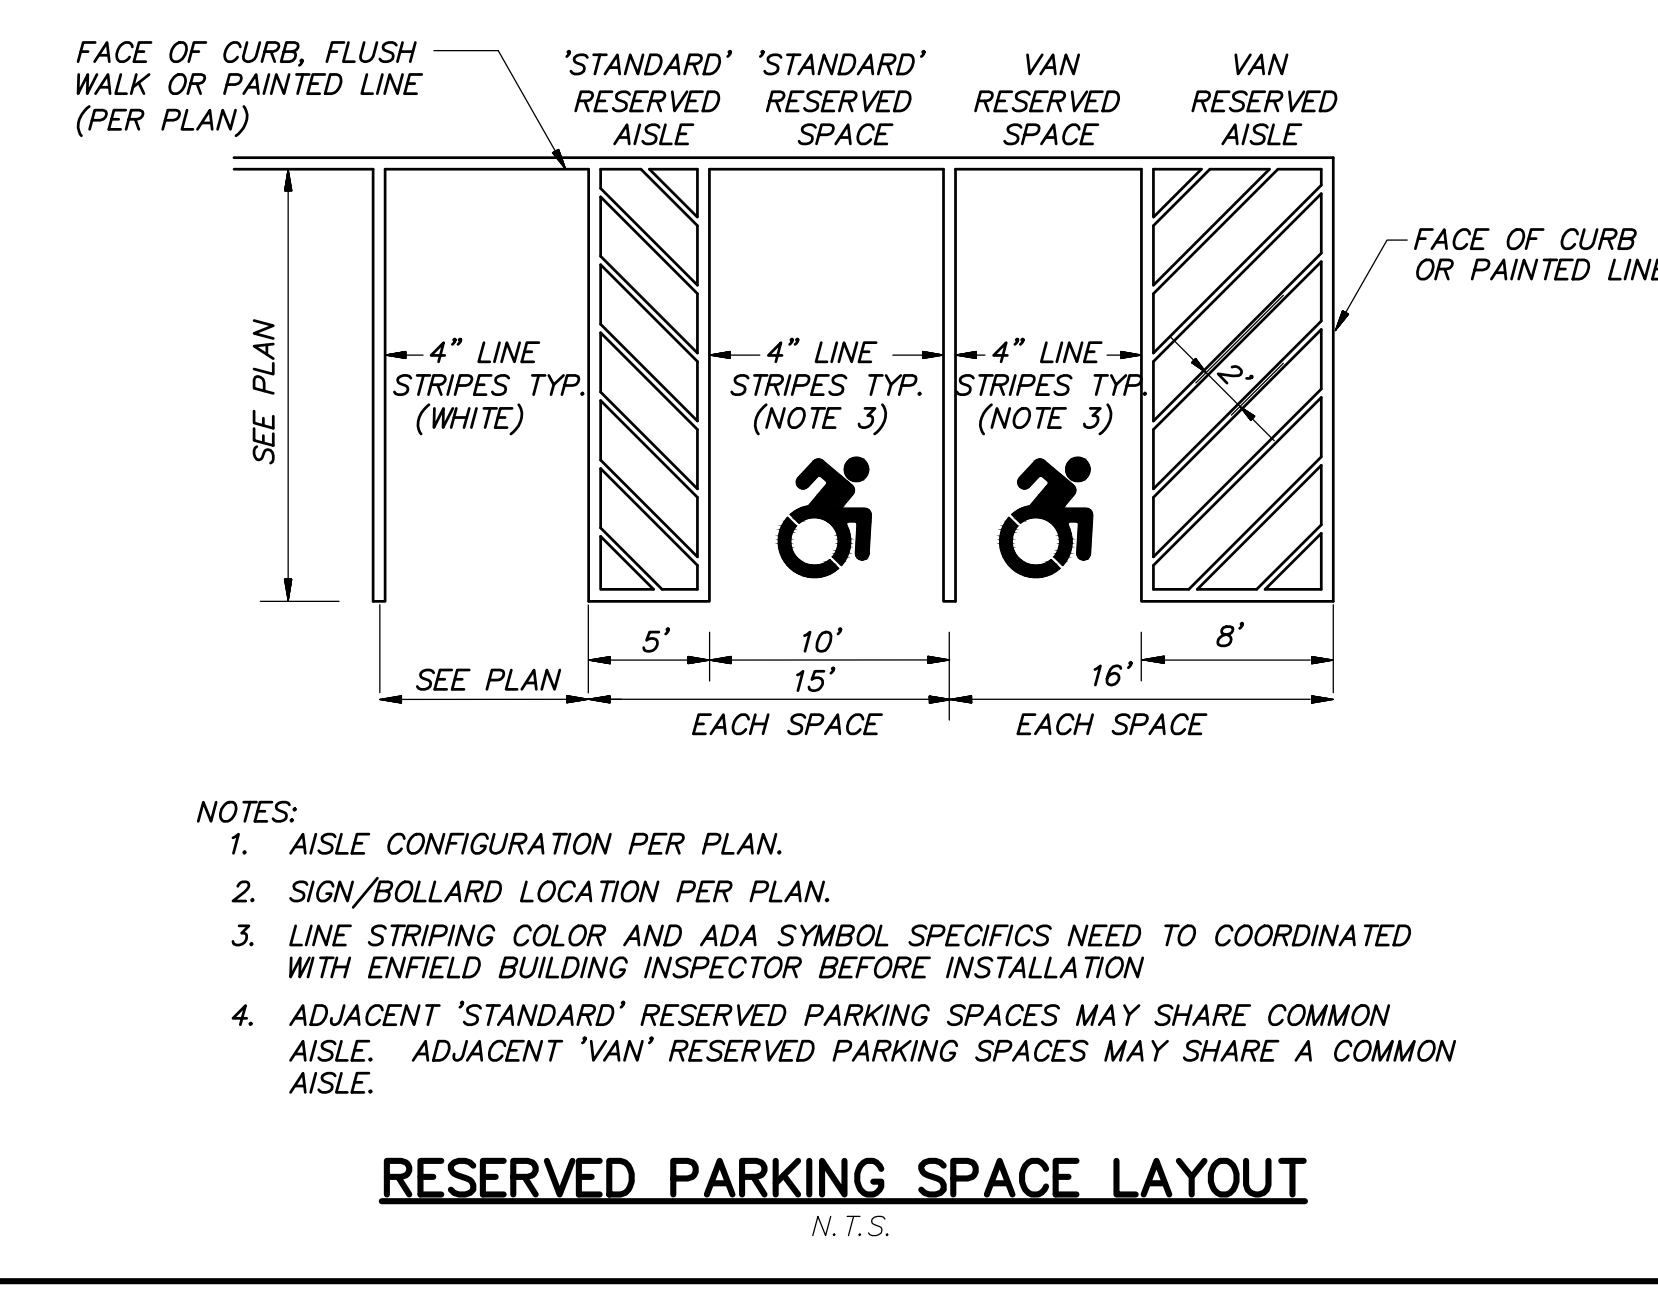 FACE OF CURB, FLUSH
WALK OR PAINTED LINE
(PER PLAN)
'STANDARD'
RESERVED
AISLE
'STANDARD'
RESERVED
SPACE
VAN
RESERVED
SPACE
VAN
RESERVED
AISLE
FACE OF CURB
OR PAINTED LINE
SEE PLAN
4" LINE
STRIPES TYP.
(WHITE)
4" LINE
STRIPES TYP.
(NOTE 3)
4" LINE
STRIPES TYP.
(NOTE 3)
2'
5'
10'
8'
SEE PLAN
15'
16'
EACH SPACE
EACH SPACE
NOTES:
1. AISLE CONFIGURATION PER PLAN.
2. SIGN/BOLLARD LOCATION PER PLAN.
3. LINE STRIPING COLOR AND ADA SYMBOL SPECIFICS NEED TO COORDINATED
WITH ENFIELD BUILDING INSPECTOR BEFORE INSTALLATION
4. ADJACENT 'STANDARD' RESERVED PARKING SPACES MAY SHARE COMMON
AISLE. ADJACENT 'VAN' RESERVED PARKING SPACES MAY SHARE A COMMON
AISLE.
RESERVED PARKING SPACE LAYOUT
N.T.S.